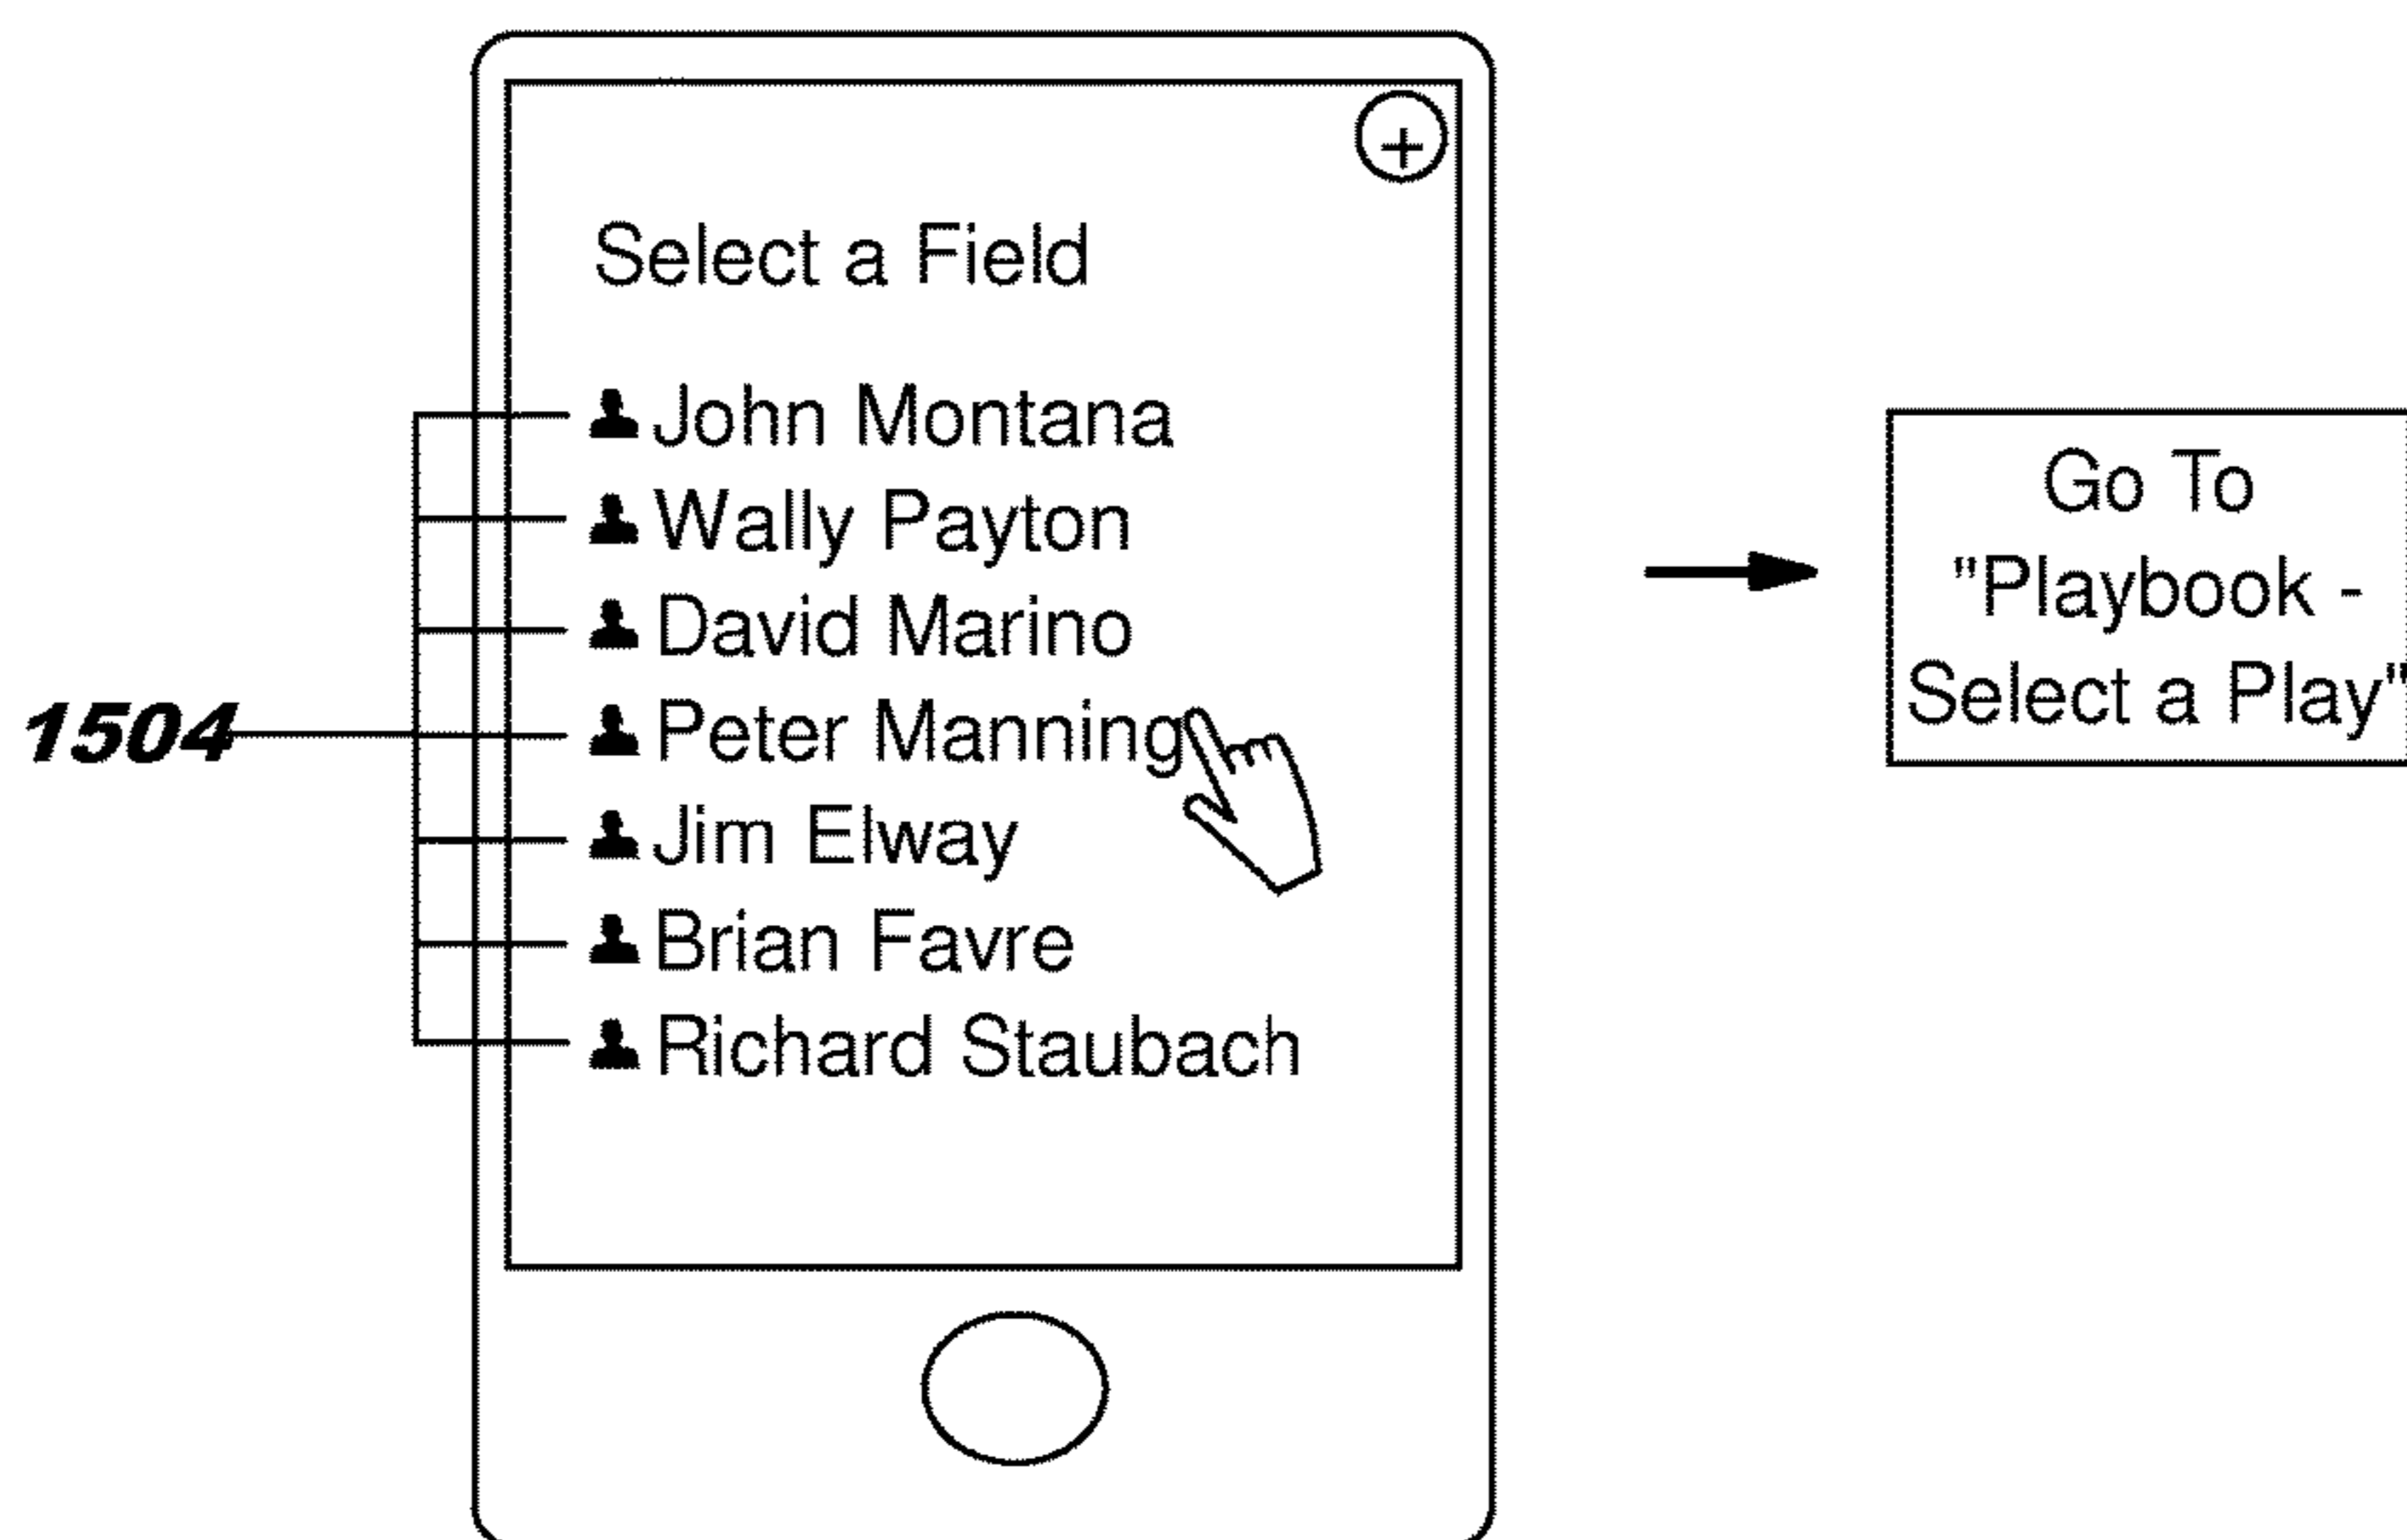 +
Select a Field
John Montana
Wally Payton
David Marino
Peter Manning
Jim Elway
Brian Favre
Richard Staubach
1504
Go To
"Playbook -
Select a Play"